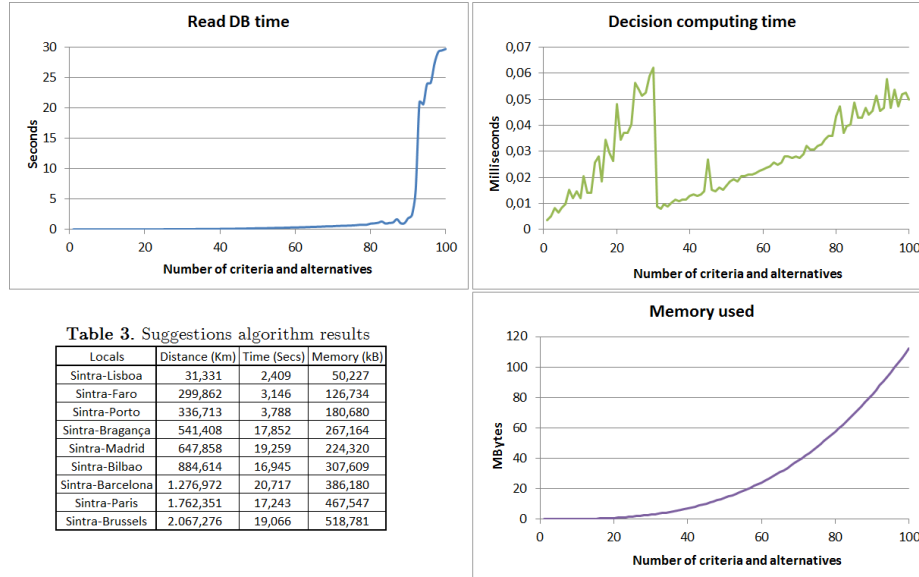 Read DB time
30
25
20
15
10
5
0
Seconds
0 20 40 60 80 100
Number of criteria and alternatives
Decision computing time
0,07
0,06
0,05
0,04
0,03
0,02
0,01
0
Milliseconds
0 20 40 60 80 100
Number of criteria and alternatives
Table 3. Suggestions algorithm results
Locals Distance (Km) Time (Secs) Memory (kB)
Sintra-Lisboa 31,331 2,409 50,227
Sintra-Faro 299,862 3,146 126,734
Sintra-Porto 336,713 3,788 180,680
Sintra-Bragança 541,408 17,852 267,164
Sintra-Madrid 647,858 19,259 224,320
Sintra-Bilbao 884,614 16,945 307,609
Sintra-Barcelona 1.276,972 20,717 386,180
Sintra-Paris 1.762,351 17,243 467,547
Sintra-Brussels 2.067,276 19,066 518,781
Memory used
120
100
80
60
40
20
0
MBytes
0 20 40 60 80 100
Number of criteria and alternatives